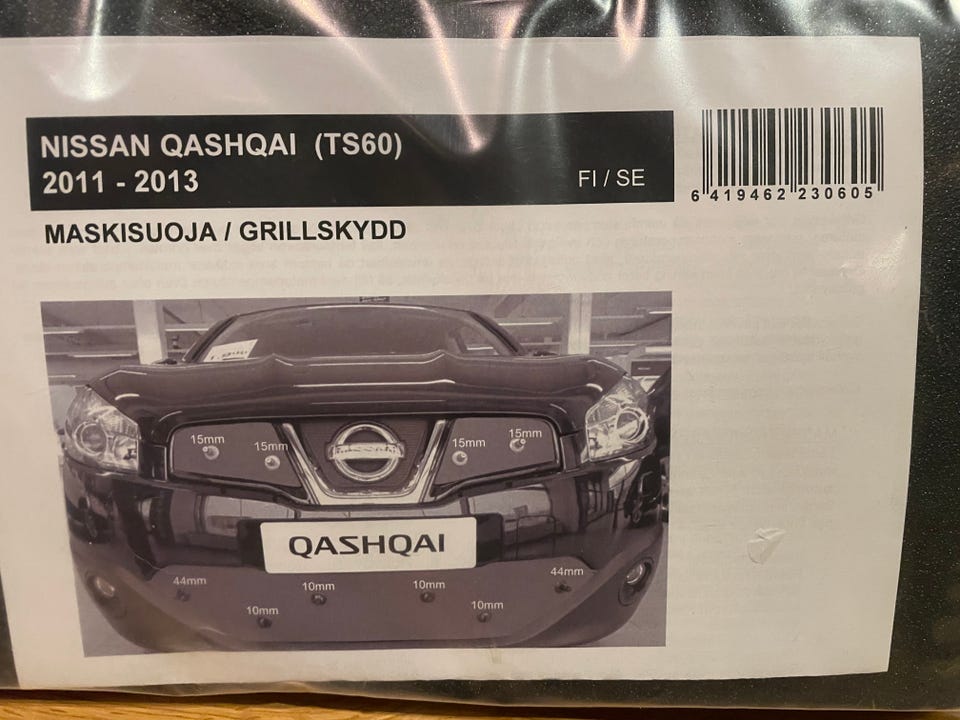 NISSAN QASHQAI (TS60)
2011 - 2013
FI / SE
6 419462 230605
MASKISUOJA / GRILLSKYDD
15mm
15mm
15mm
15mm
NISSAN
QASHQAI
44mm
10mm
10mm
44mm
10mm
10mm